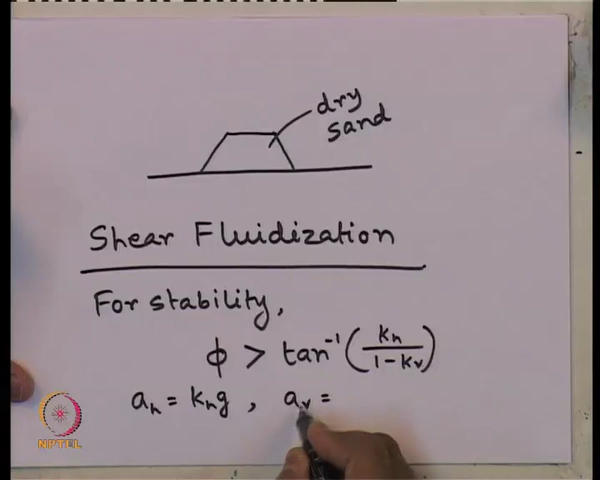 dry
sand
Shear Fluidization
For stability,
ϕ > tan⁻¹ (kₕ / 1 - kᵥ)
aₕ = kₕg , aᵥ =
NPTEL